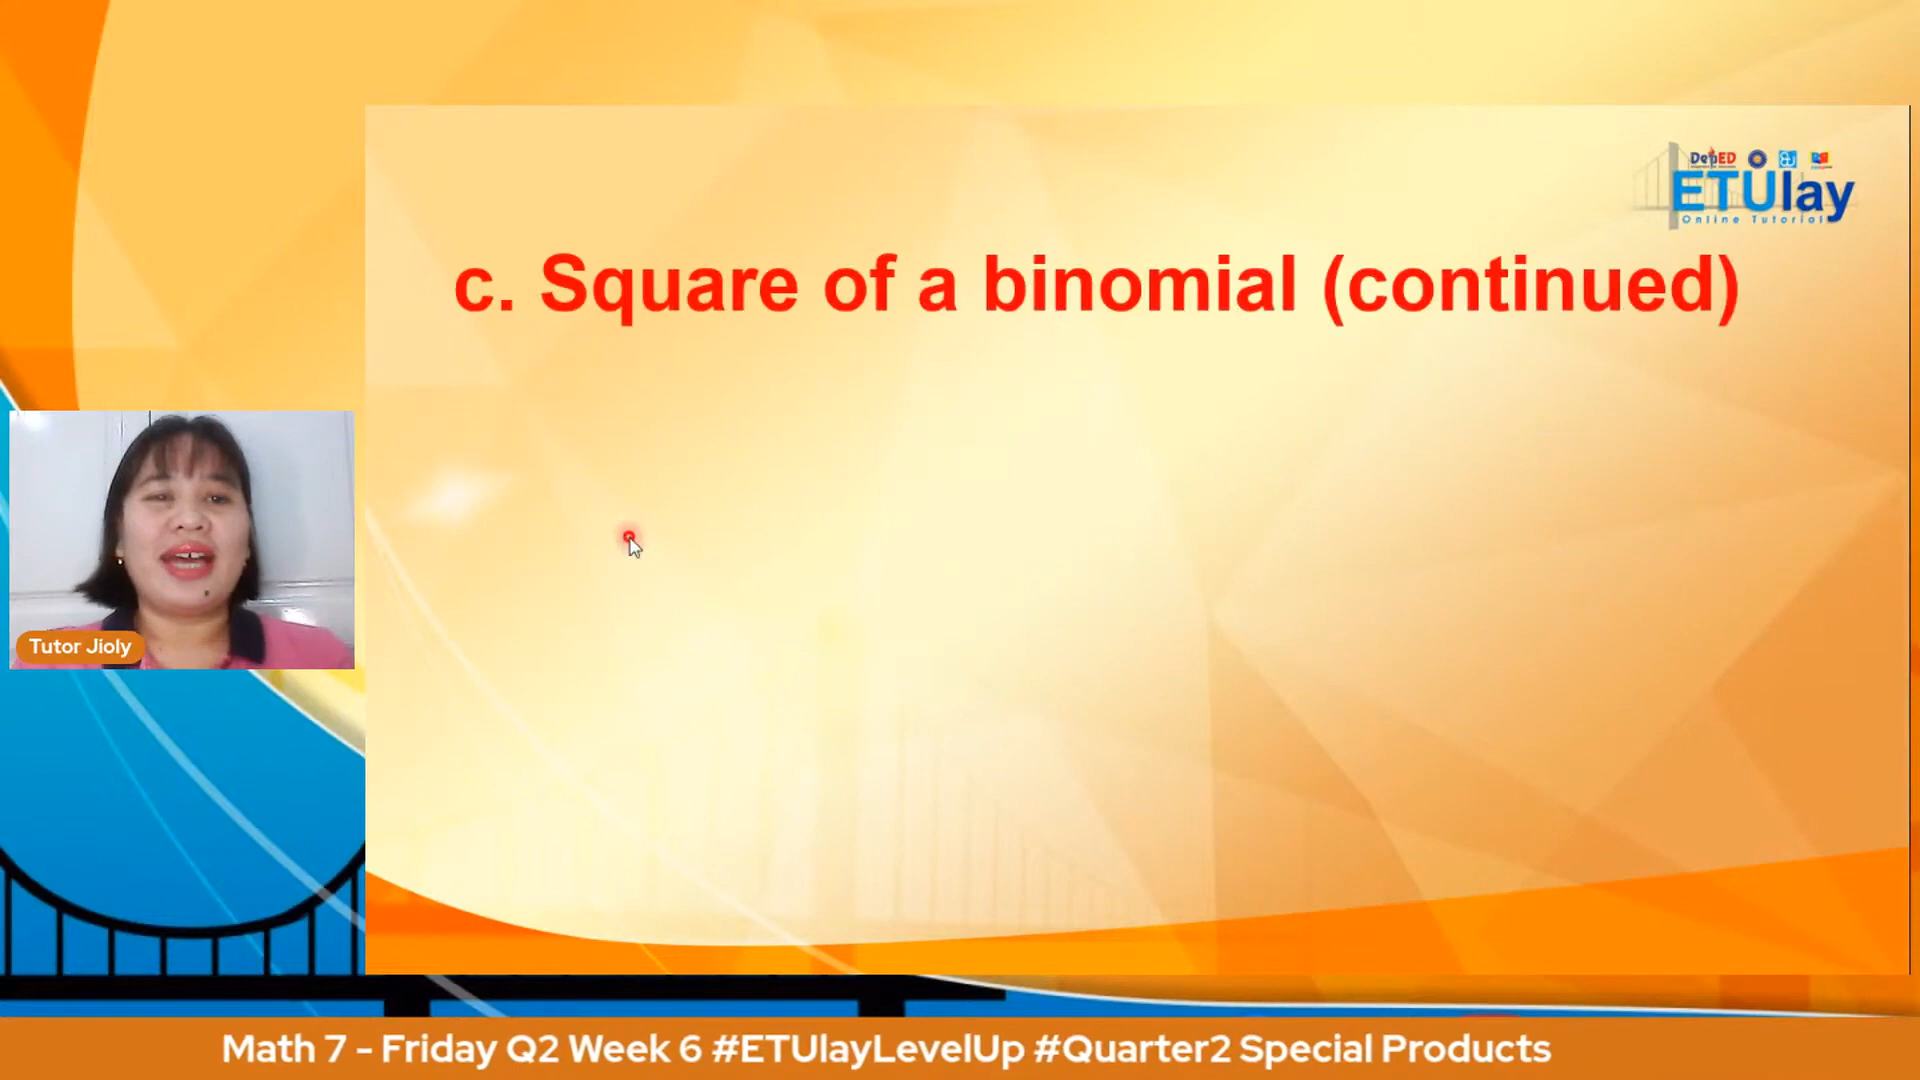 DepED
ETUlay
Online Tutorial
c. Square of a binomial (continued)
Tutor Jioly
Math 7 - Friday Q2 Week 6 #ETUlayLevelUp #Quarter2 Special Products